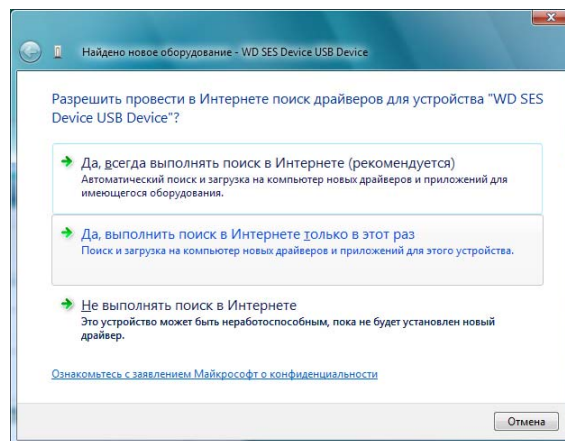 Найдено новое оборудование - WD SES Device USB Device
Разрешить провести в Интернете поиск драйверов для устройства "WD SES
Device USB Device"?
Да, всегда выполнять поиск в Интернете (рекомендуется)
Автоматический поиск и загрузка на компьютер новых драйверов и приложений для
имеющегося оборудования.
Да, выполнить поиск в Интернете только в этот раз
Поиск и загрузка на компьютер новых драйверов и приложений для этого устройства.
Не выполнять поиск в Интернете
Это устройство может быть неработоспособным, пока не будет установлен новый
драйвер.
Ознакомьтесь с заявлением Майкрософт о конфиденциальности
Отмена